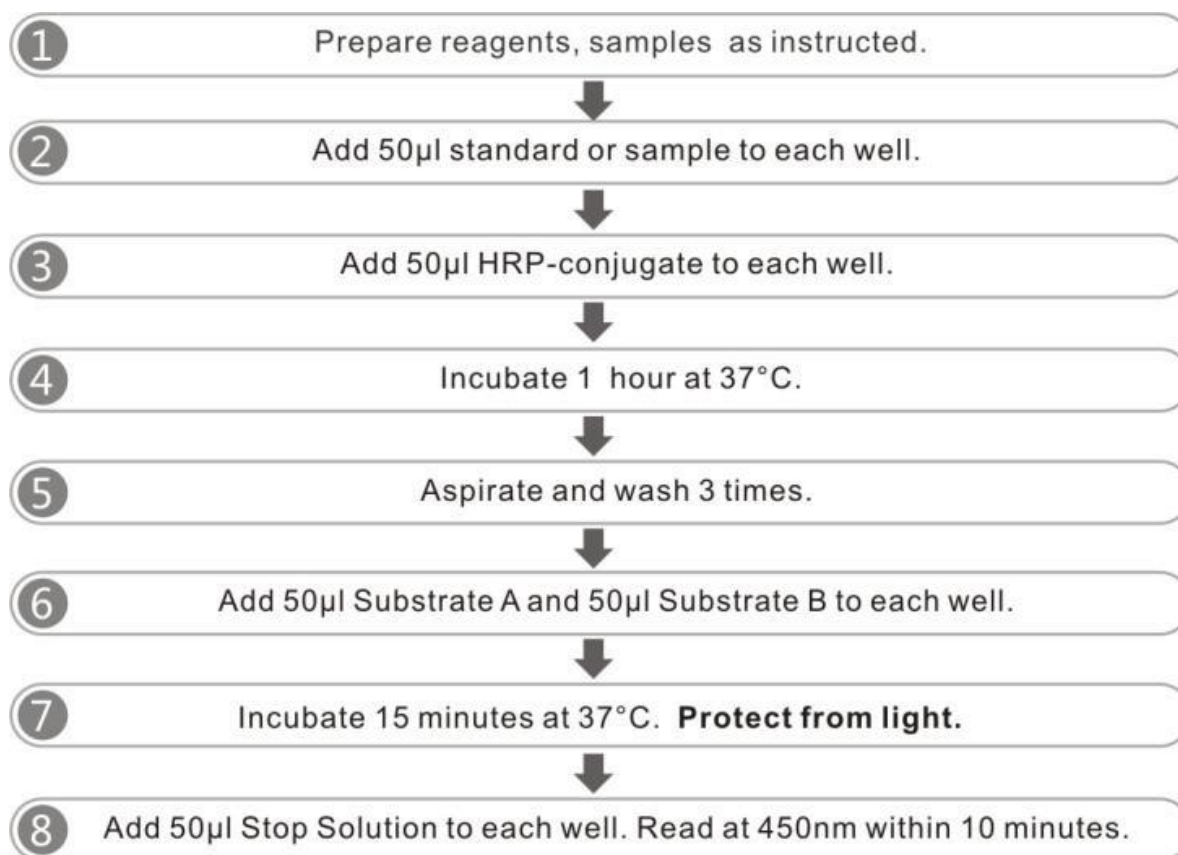 1 Prepare reagents, samples as instructed.
2 Add 50µl standard or sample to each well.
3 Add 50µl HRP-conjugate to each well.
4 Incubate 1 hour at 37°C.
5 Aspirate and wash 3 times.
6 Add 50µl Substrate A and 50µl Substrate B to each well.
7 Incubate 15 minutes at 37°C. Protect from light.
8 Add 50µl Stop Solution to each well. Read at 450nm within 10 minutes.